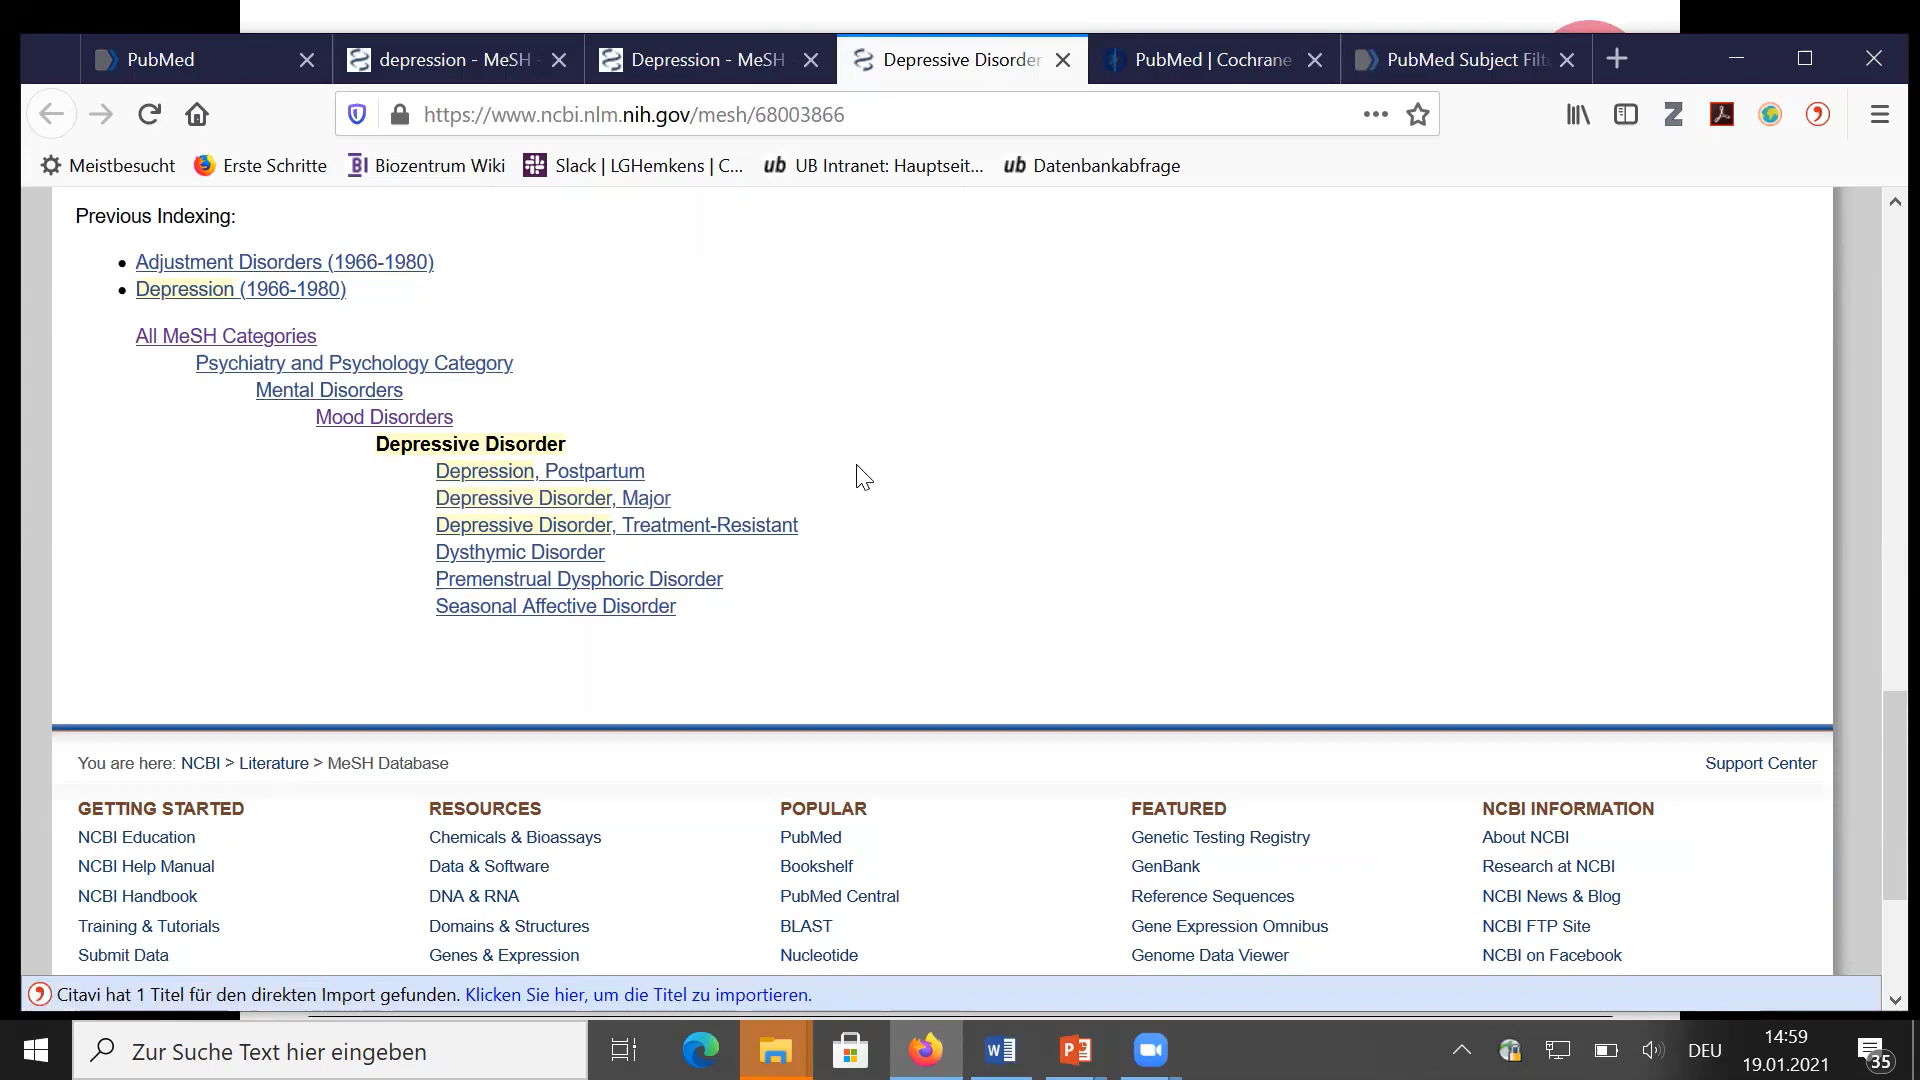 PubMed
depression - MeSH -
Depression - MeSH
Depressive Disorder
PubMed | Cochrane
PubMed Subject Filt
https://www.ncbi.nlm.nih.gov/mesh/68003866
Meistbesucht
Erste Schritte
BI Biozentrum Wiki
Slack | LGHemkens | C...
ub UB Intranet: Hauptseit...
ub Datenbankabfrage
Previous Indexing:
Adjustment Disorders (1966-1980)
Depression (1966-1980)
All MeSH Categories
Psychiatry and Psychology Category
Mental Disorders
Mood Disorders
Depressive Disorder
Depression, Postpartum
Depressive Disorder, Major
Depressive Disorder, Treatment-Resistant
Dysthymic Disorder
Premenstrual Dysphoric Disorder
Seasonal Affective Disorder
You are here: NCBI > Literature > MeSH Database
Support Center
GETTING STARTED
NCBI Education
NCBI Help Manual
NCBI Handbook
Training & Tutorials
Submit Data
RESOURCES
Chemicals & Bioassays
Data & Software
DNA & RNA
Domains & Structures
Genes & Expression
POPULAR
PubMed
Bookshelf
PubMed Central
BLAST
Nucleotide
FEATURED
Genetic Testing Registry
GenBank
Reference Sequences
Gene Expression Omnibus
Genome Data Viewer
NCBI INFORMATION
About NCBI
Research at NCBI
NCBI News & Blog
NCBI FTP Site
NCBI on Facebook
Citavi hat 1 Titel für den direkten Import gefunden. Klicken Sie hier, um die Titel zu importieren.
Zur Suche Text hier eingeben
DEU
14:59
19.01.2021
35